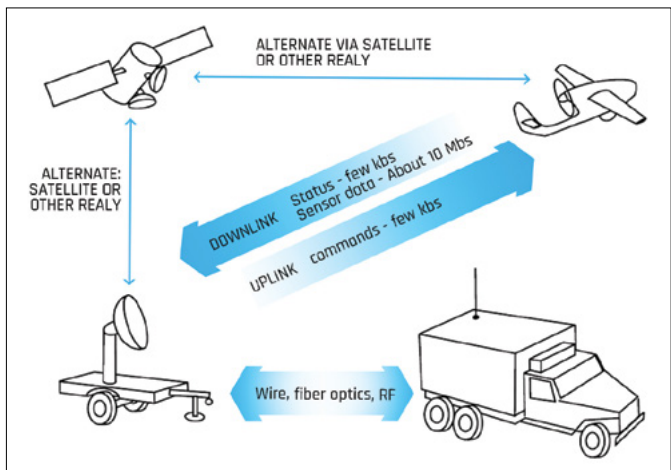 ALTERNATE VIA SATELLITE
OR OTHER REALY
ALTERNATE:
SATELLITE OR
OTHER REALY
DOWNLINK Status - few kbs
Sensor data - About 10 Mbs
UPLINK commands - few kbs
Wire, fiber optics, RF